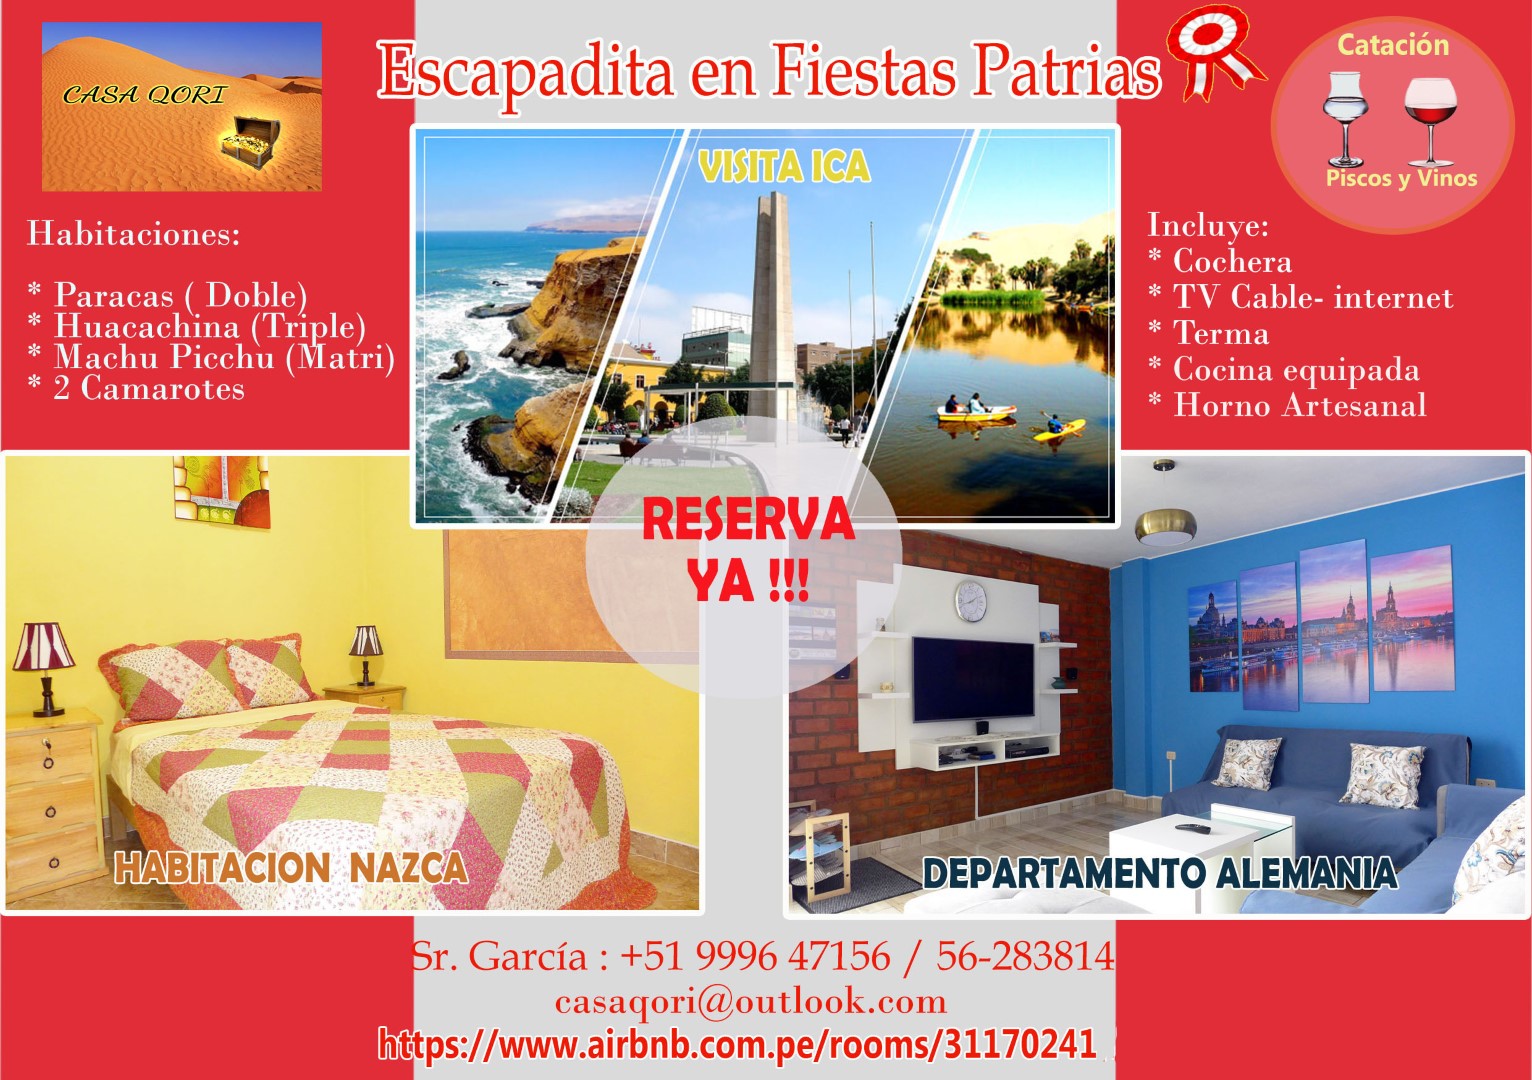 CASA QORI
Escapadita en Fiestas Patrias
Catación
Piscos y Vinos
VISITA ICA
Habitaciones:
* Paracas ( Doble)
* Huacachina (Triple)
* Machu Picchu (Matri)
* 2 Camarotes
Incluye:
* Cochera
* TV Cable- internet
* Terma
* Cocina equipada
* Horno Artesanal
RESERVA
YA !!!
HABITACION NAZCA
DEPARTAMENTO ALEMANIA
Sr. García : +51 9996 47156 / 56-283814
casaqori@outlook.com
https://www.airbnb.com.pe/rooms/31170241